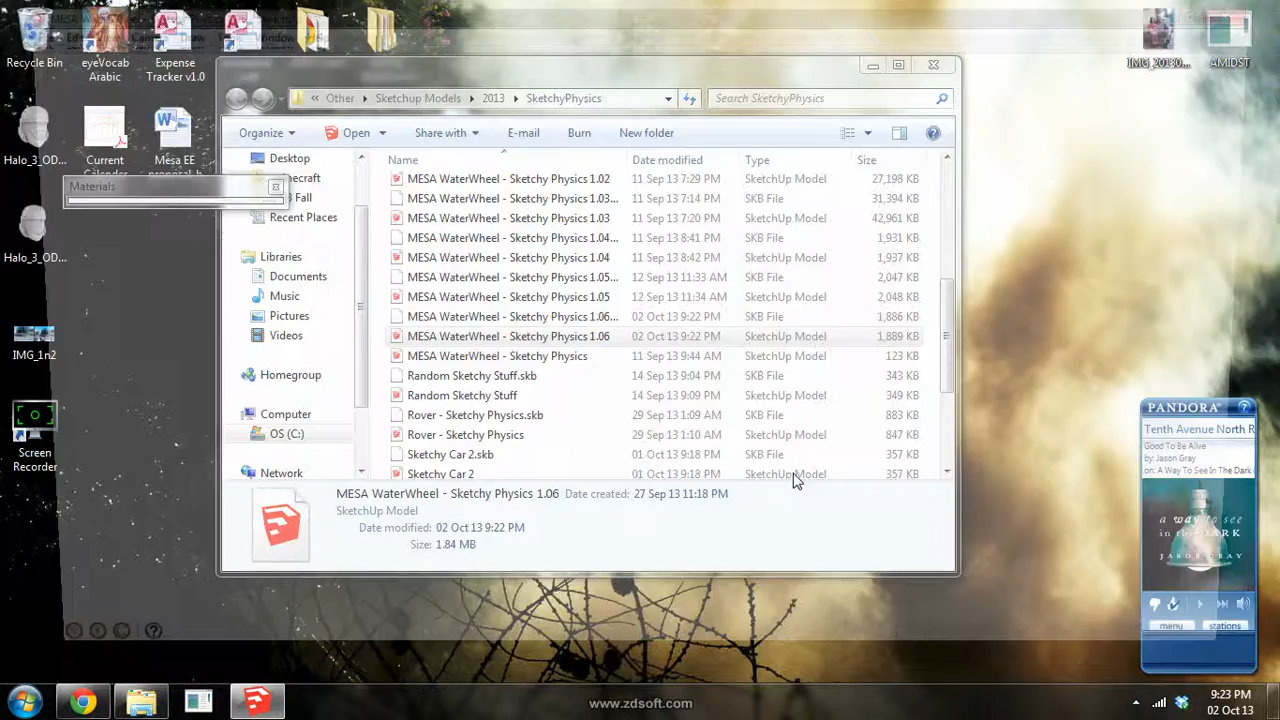 Recycle Bin
eyeVocab
Arabic
Expense
Tracker v1.0
IMG_20130...
AMIDST
Other
Sketchup Models
2013
SketchyPhysics
Search SketchyPhysics
Halo_3_OD...
Current
Calender
Mesa EE
proposal_b...
Organize
Open
Share with
E-mail
Burn
New folder
Materials
Desktop
Name
Date modified
Type
Size
Recent Places
MESA WaterWheel - Sketchy Physics 1.02 11 Sep 13 7:29 PM SketchUp Model 27,198 KB
MESA WaterWheel - Sketchy Physics 1.03... 11 Sep 13 7:14 PM SKB File 31,394 KB
MESA WaterWheel - Sketchy Physics 1.03 11 Sep 13 7:20 PM SketchUp Model 42,961 KB
MESA WaterWheel - Sketchy Physics 1.04... 11 Sep 13 8:41 PM SKB File 1,931 KB
MESA WaterWheel - Sketchy Physics 1.04 11 Sep 13 8:42 PM SketchUp Model 1,937 KB
MESA WaterWheel - Sketchy Physics 1.05... 12 Sep 13 11:33 AM SKB File 2,047 KB
MESA WaterWheel - Sketchy Physics 1.05 12 Sep 13 11:34 AM SketchUp Model 2,048 KB
MESA WaterWheel - Sketchy Physics 1.06... 02 Oct 13 9:22 PM SKB File 1,886 KB
MESA WaterWheel - Sketchy Physics 1.06 02 Oct 13 9:22 PM SketchUp Model 1,889 KB
MESA WaterWheel - Sketchy Physics 11 Sep 13 9:44 AM SketchUp Model 123 KB
Random Sketchy Stuff.skb 14 Sep 13 9:04 PM SKB File 343 KB
Random Sketchy Stuff 14 Sep 13 9:09 PM SketchUp Model 349 KB
Rover - Sketchy Physics.skb 29 Sep 13 1:09 AM SKB File 883 KB
Rover - Sketchy Physics 29 Sep 13 1:10 AM SketchUp Model 847 KB
Sketchy Car 2.skb 01 Oct 13 9:18 PM SKB File 357 KB
Sketchy Car 2 01 Oct 13 9:18 PM SketchUp Model 357 KB
Libraries
Documents
Music
Pictures
Videos
Homegroup
Computer
OS (C:)
Network
Halo_3_OD...
IMG_1n2
Screen
Recorder
MESA WaterWheel - Sketchy Physics 1.06 Date created: 27 Sep 13 11:18 PM
SketchUp Model
Date modified: 02 Oct 13 9:22 PM
Size: 1.84 MB
PANDORA
Tenth Avenue North R
Good To Be Alive
by: Jason Gray
on: A Way To See In The Dark
a way to see
in the DARK
JASON GRAY
menu
stations
www.zdsoft.com
9:23 PM
02 Oct 13